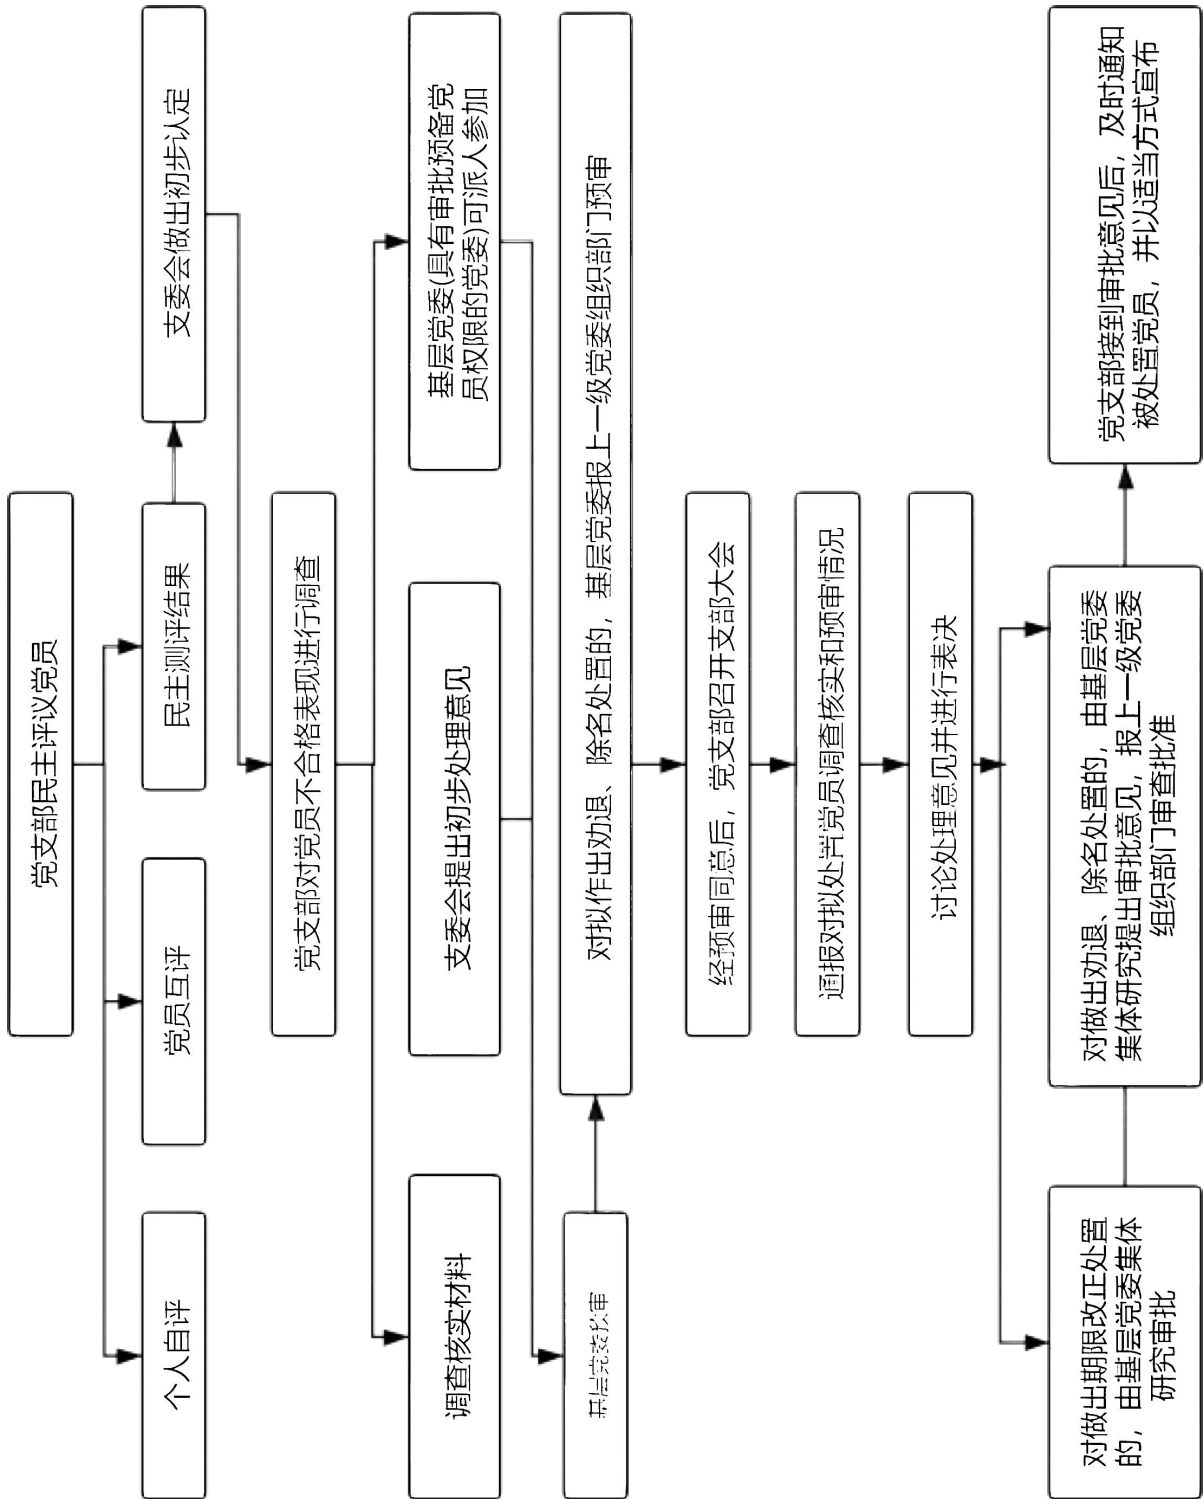 党支部民主评议党员
个人自评
党员互评
民主测评结果
支委会做出初步认定
党支部对党员不合格表现进行调查
调查核实材料
支委会提出初步处理意见
基层党委(具有审批预备党
员权限的党委)可派人参加
基层党委预审
对拟作出劝退、除名处置的，基层党委报上一级党委组织部门预审
经预审同意后，党支部召开支部大会
通报对拟处置党员调查核实和预审情况
讨论处理意见并进行表决
对做出期限改正处置
的，由基层党委集体
研究审批
对做出劝退、除名处置的，由基层党委
集体研究提出审批意见，报上一级党委
组织部门审查批准
党支部接到审批意见后，及时通知
被处置党员，并以适当方式宣布